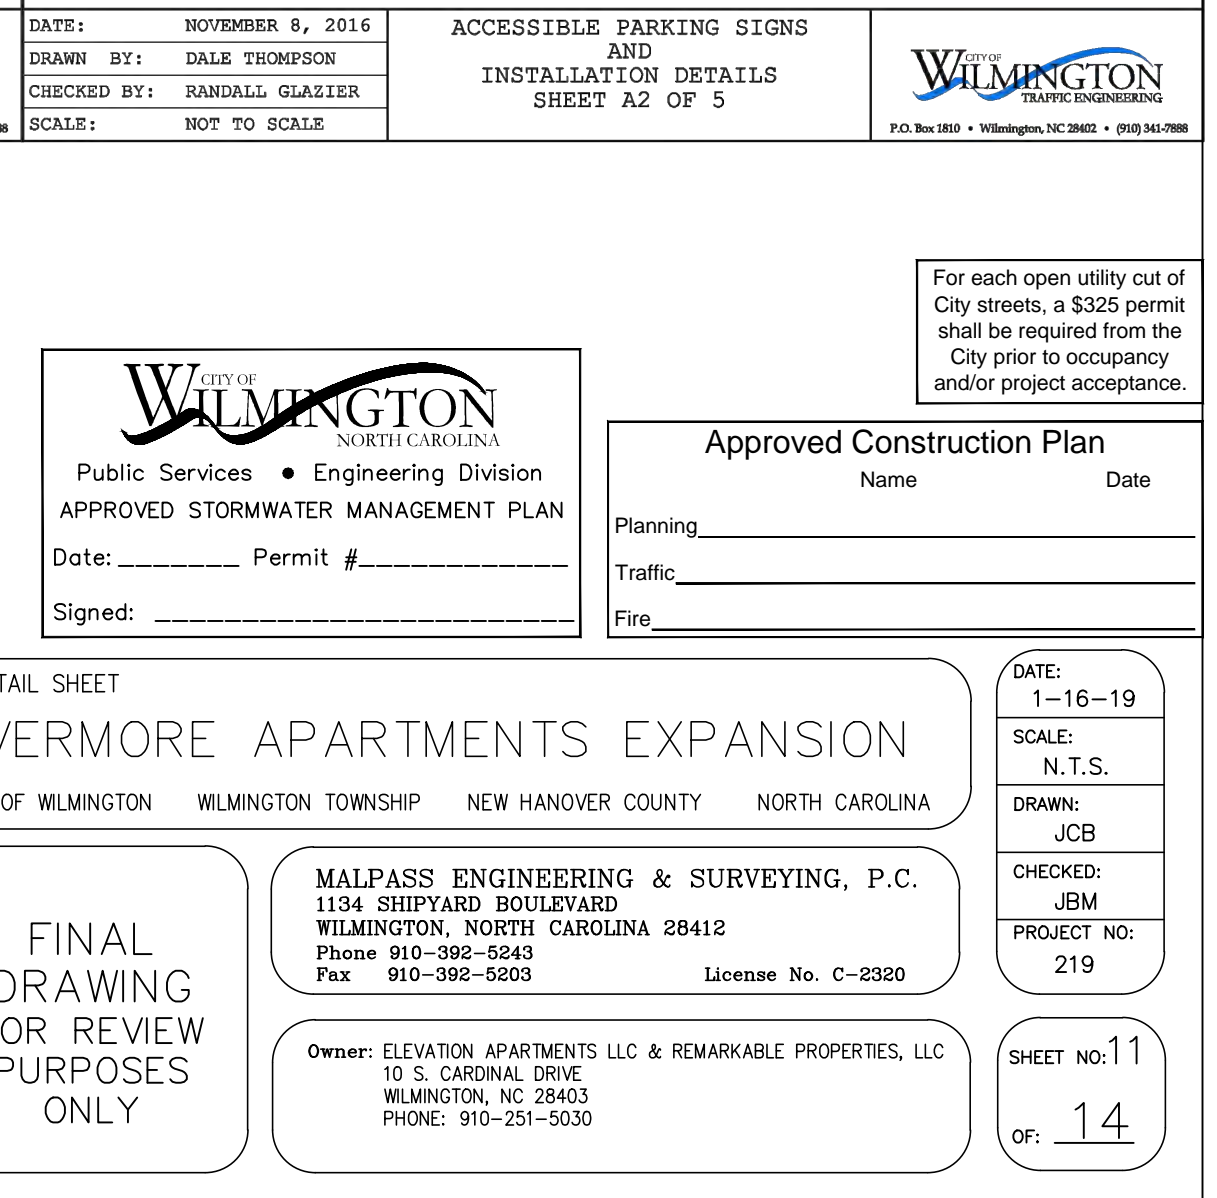 DATE: NOVEMBER 8, 2016
DRAWN BY: DALE THOMPSON
CHECKED BY: RANDALL GLAZIER
SCALE: NOT TO SCALE
ACCESSIBLE PARKING SIGNS
AND
INSTALLATION DETAILS
SHEET A2 OF 5
CITY OF
WILMINGTON
TRAFFIC ENGINEERING
P.O. Box 1810 • Wilmington, NC 28402 • (910) 341-7888
For each open utility cut of
City streets, a $325 permit
shall be required from the
City prior to occupancy
and/or project acceptance.
CITY OF
WILMINGTON
NORTH CAROLINA
Public Services ● Engineering Division
APPROVED STORMWATER MANAGEMENT PLAN
Date: _______ Permit #____________
Signed: ________________________
Approved Construction Plan
Name Date
Planning
Traffic
Fire
TAIL SHEET
VERMORE APARTMENTS EXPANSION
OF WILMINGTON WILMINGTON TOWNSHIP NEW HANOVER COUNTY NORTH CAROLINA
DATE:
1-16-19
SCALE:
N.T.S.
DRAWN:
JCB
CHECKED:
JBM
PROJECT NO:
219
FINAL
DRAWING
OR REVIEW
PURPOSES
ONLY
MALPASS ENGINEERING & SURVEYING, P.C.
1134 SHIPYARD BOULEVARD
WILMINGTON, NORTH CAROLINA 28412
Phone 910-392-5243
Fax 910-392-5203 License No. C-2320
Owner: ELEVATION APARTMENTS LLC & REMARKABLE PROPERTIES, LLC
10 S. CARDINAL DRIVE
WILMINGTON, NC 28403
PHONE: 910-251-5030
SHEET NO: 11
OF: 14